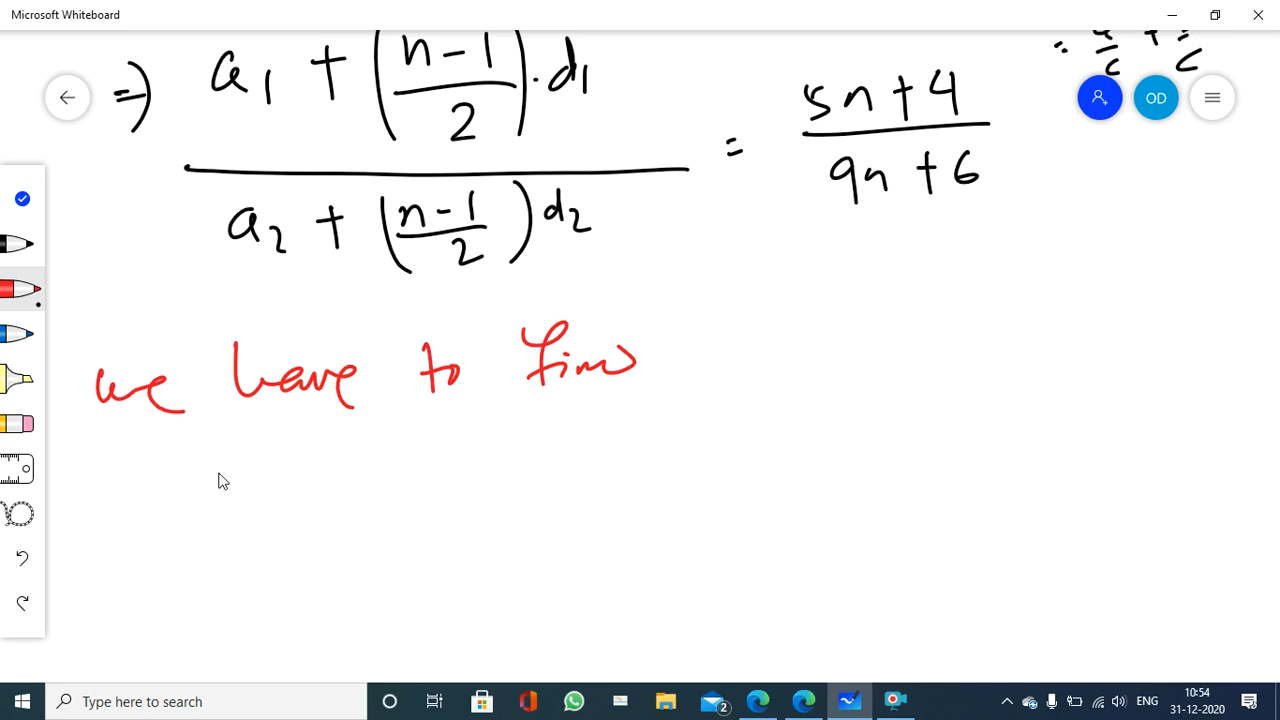 Microsoft Whiteboard
OD
=> a1 + (n-1/2) . d1
a2 + (n-1/2) d2
= 5n+4
9n+6
we have to find
Type here to search
2
ENG
10:54
31-12-2020